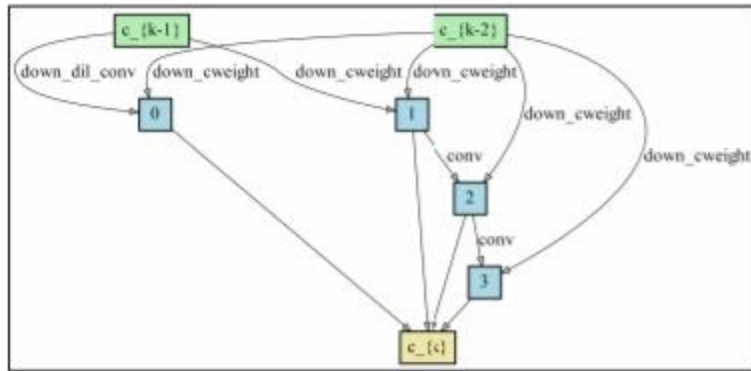 c_{k-1} c_{k-2}
down_dil_conv down_cweight down_cweight down_cweight
0 1 down_cweight
conv down_cweight
2
conv
3
c_{c}